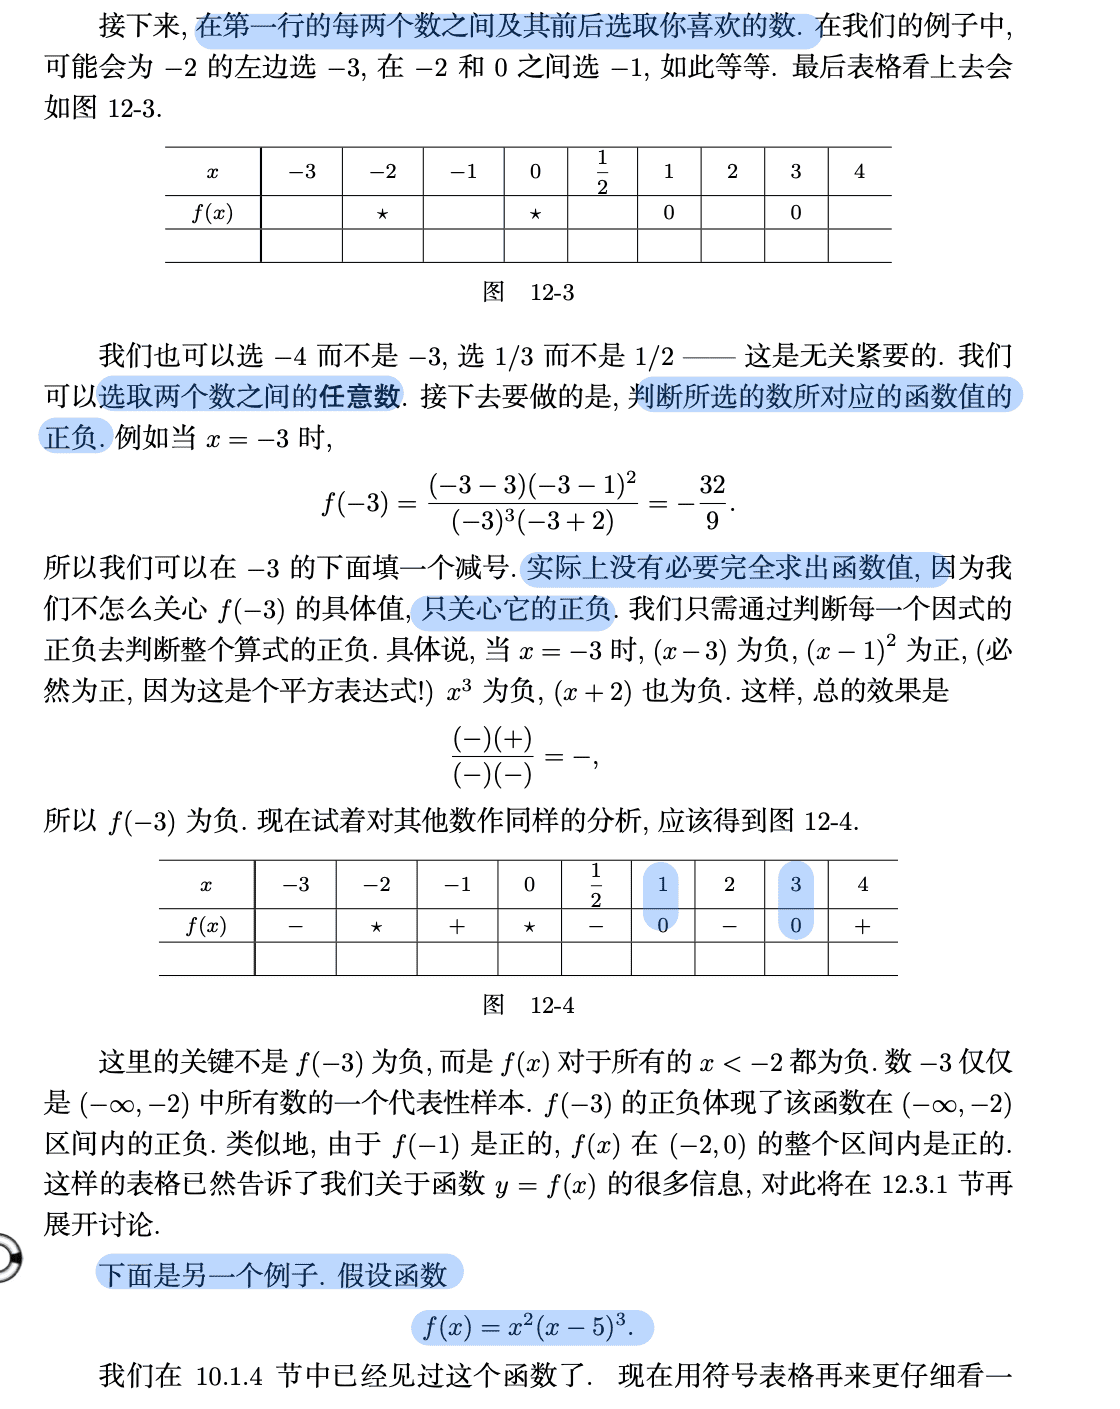 接下来, 在第一行的每两个数之间及其前后选取你喜欢的数. 在我们的例子中,
可能会为 −2 的左边选 −3, 在 −2 和 0 之间选 −1, 如此等等. 最后表格看上去会
如图 12-3.
x −3 −2 −1 0 1/2 1 2 3 4
f(x) ⋆ ⋆ 0 0
图 12-3
我们也可以选 −4 而不是 −3, 选 1/3 而不是 1/2 —— 这是无关紧要的. 我们
可以选取两个数之间的任意数. 接下去要做的是, 判断所选的数所对应的函数值的
正负. 例如当 x = −3 时,
f(−3) = (−3 − 3)(−3 − 1)² / (−3)³(−3 + 2) = − 32/9.
所以我们可以在 −3 的下面填一个减号. 实际上没有必要完全求出函数值, 因为我
们不怎么关心 f(−3) 的具体值, 只关心它的正负. 我们只需通过判断每一个因式的
正负去判断整个算式的正负. 具体说, 当 x = −3 时, (x − 3) 为负, (x − 1)² 为正, (必
然为正, 因为这是个平方表达式!) x³ 为负, (x + 2) 也为负. 这样, 总的效果是
(−)(+) / (−)(−) = −,
所以 f(−3) 为负. 现在试着对其他数作同样的分析, 应该得到图 12-4.
x −3 −2 −1 0 1/2 1 2 3 4
f(x) − ⋆ + ⋆ − 0 − 0 +
图 12-4
这里的关键不是 f(−3) 为负, 而是 f(x) 对于所有的 x < −2 都为负. 数 −3 仅仅
是 (−∞, −2) 中所有数的一个代表性样本. f(−3) 的正负体现了该函数在 (−∞, −2)
区间内的正负. 类似地, 由于 f(−1) 是正的, f(x) 在 (−2, 0) 的整个区间内是正的.
这样的表格已然告诉了我们关于函数 y = f(x) 的很多信息, 对此将在 12.3.1 节再
展开讨论.
下面是另一个例子. 假设函数
f(x) = x²(x − 5)³.
我们在 10.1.4 节中已经见过这个函数了. 现在用符号表格再来更仔细看一